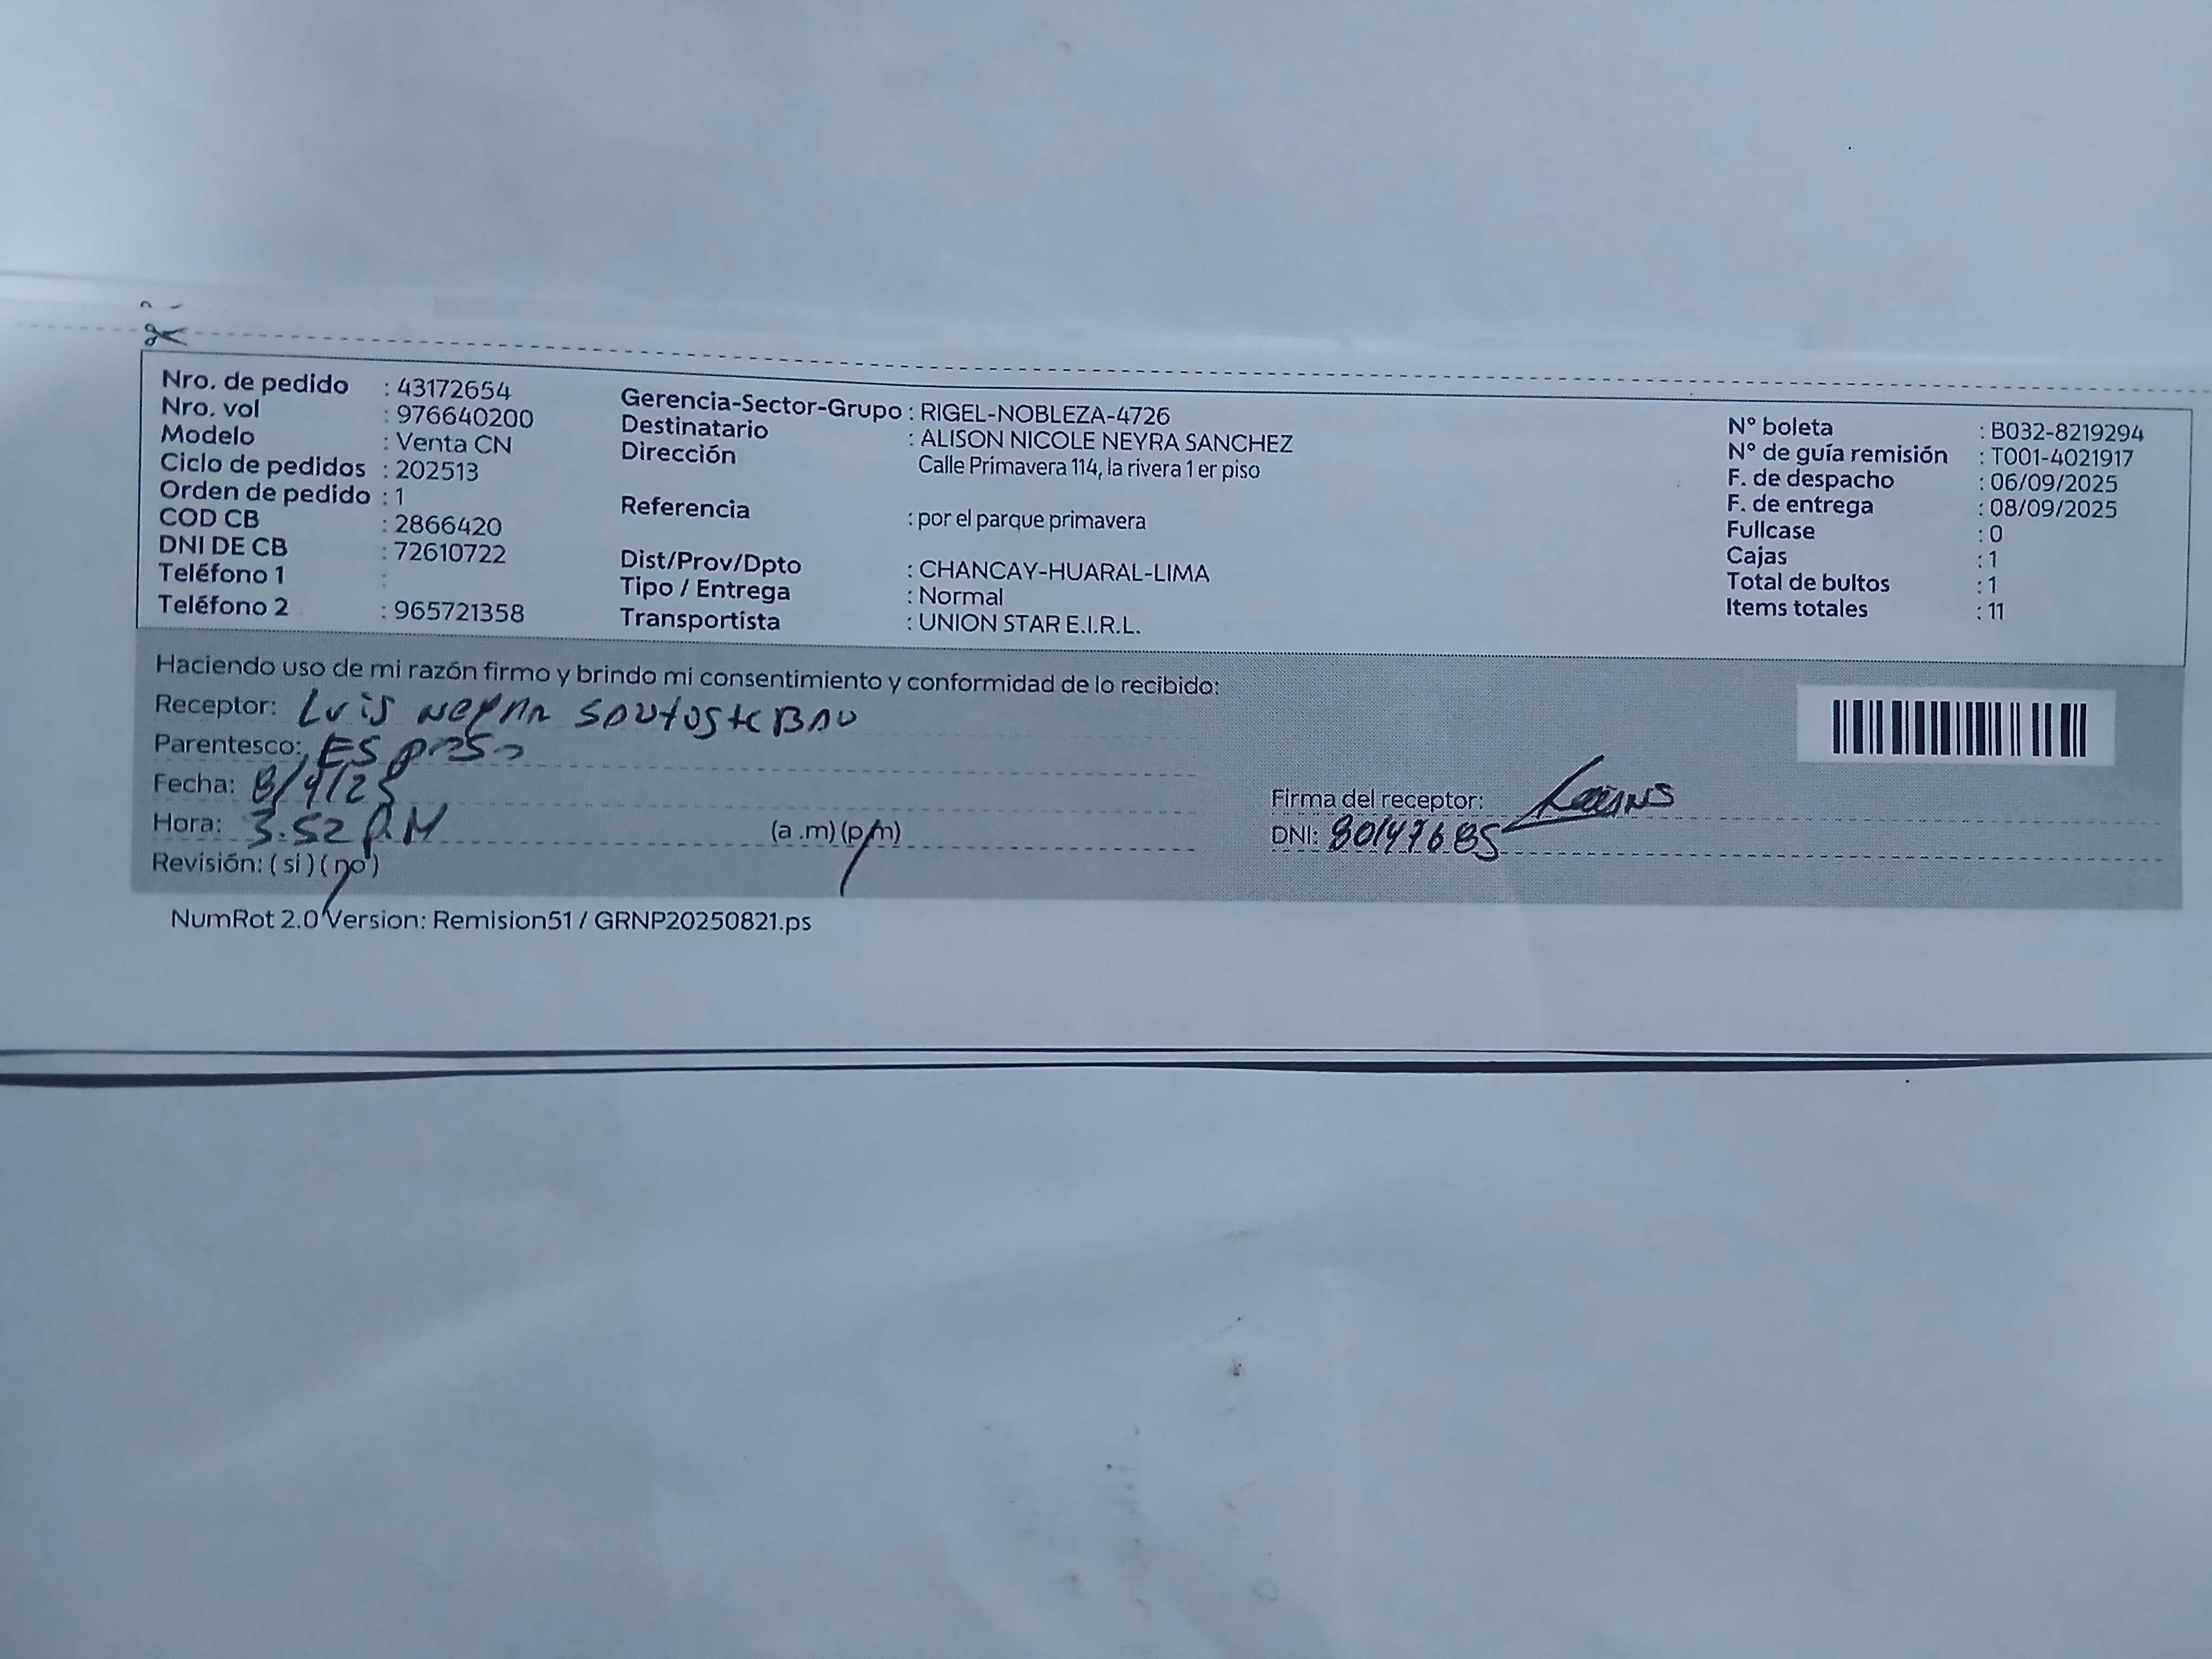 Nro. de pedido : 43172654
Nro. vol : 976640200
Modelo : Venta CN
Ciclo de pedidos : 202513
Orden de pedido : 1
COD CB : 2866420
DNI DE CB : 72610722
Teléfono 1 :
Teléfono 2 : 965721358
Gerencia-Sector-Grupo : RIGEL-NOBLEZA-4726
Destinatario : ALISON NICOLE NEYRA SANCHEZ
Dirección Calle Primavera 114, la rivera 1 er piso
Referencia : por el parque primavera
Dist/Prov/Dpto : CHANCAY-HUARAL-LIMA
Tipo / Entrega : Normal
Transportista : UNION STAR E.I.R.L.
N° boleta : B032-8219294
N° de guía remisión : T001-4021917
F. de despacho : 06/09/2025
F. de entrega : 08/09/2025
Fullcase : 0
Cajas : 1
Total de bultos : 1
Items totales : 11
Haciendo uso de mi razón firmo y brindo mi consentimiento y conformidad de lo recibido:
Receptor: Luis Neyra
Parentesco: Esposo
Fecha: 8/9/25
Hora: 3.52 P.M (a .m) (p/m)
Revisión: ( si ) ( no )
Firma del receptor:
DNI: 80147685
NumRot 2.0 Version: Remision51 / GRNP20250821.ps